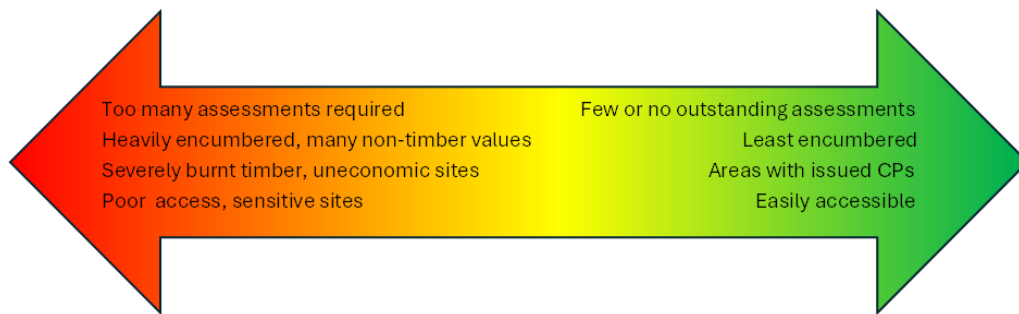 Too many assessments required
Heavily encumbered, many non-timber values
Severely burnt timber, uneconomic sites
Poor access, sensitive sites
Few or no outstanding assessments
Least encumbered
Areas with issued CPs
Easily accessible